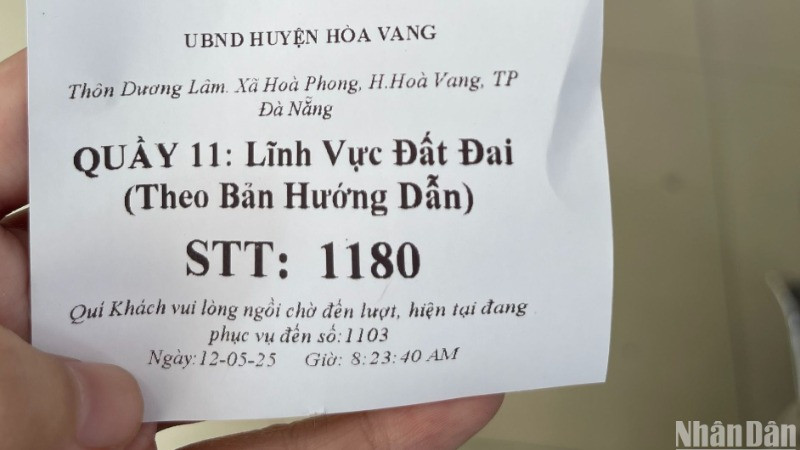 UBND HUYỆN HÒA VANG
Thôn Dương Lâm. Xã Hoà Phong, H.Hoà Vang, TP
Đà Nẵng
QUẦY 11: Lĩnh Vực Đất Đai
(Theo Bản Hướng Dẫn)
STT: 1180
Quí Khách vui lòng ngồi chờ đến lượt, hiện tại đang
phục vụ đến số:1103
Ngày:12-05-25 Giờ: 8:23:40 AM
NhânDân